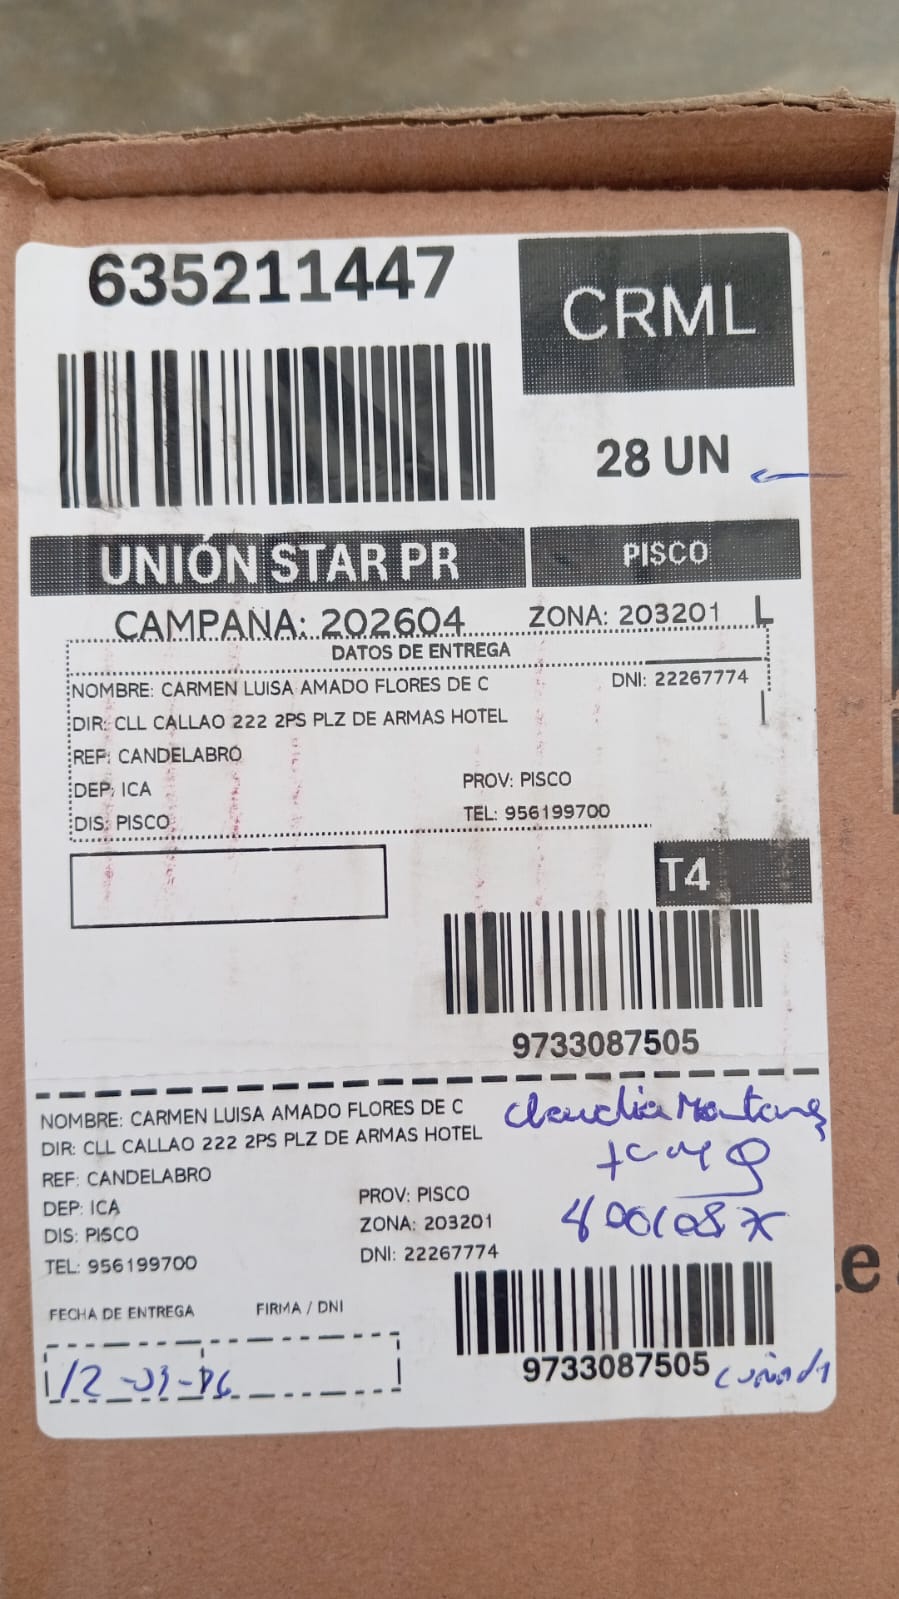 635211447
CRML
28 UN
UNIÓN STAR PR
PISCO
CAMPAÑA: 202604
ZONA: 203201 L
DATOS DE ENTREGA
NOMBRE: CARMEN LUISA AMADO FLORES DE C DNI: 22267774
DIR: CLL CALLAO 222 2PS PLZ DE ARMAS HOTEL
REF: CANDELABRO
DEP: ICA PROV: PISCO
DIS: PISCO TEL: 956199700
T4
9733087505
NOMBRE: CARMEN LUISA AMADO FLORES DE C
DIR: CLL CALLAO 222 2PS PLZ DE ARMAS HOTEL
REF: CANDELABRO
DEP: ICA PROV: PISCO
DIS: PISCO ZONA: 203201
TEL: 956199700 DNI: 22267774
Claudia
FECHA DE ENTREGA FIRMA / DNI
9733087505
cuñada